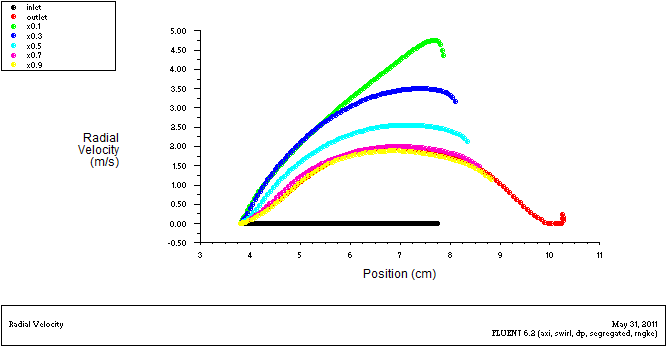 inlet
outlet
x0.1
x0.3
x0.5
x0.7
x0.9
Radial
Velocity
(m/s)
5.00
4.50
4.00
3.50
3.00
2.50
2.00
1.50
1.00
0.50
0.00
-0.50
3 4 5 6 7 8 9 10 11
Position (cm)
Radial Velocity
May 31, 2011
FLUENT 6.2 (axi, swirl, dp, segregated, rngke)